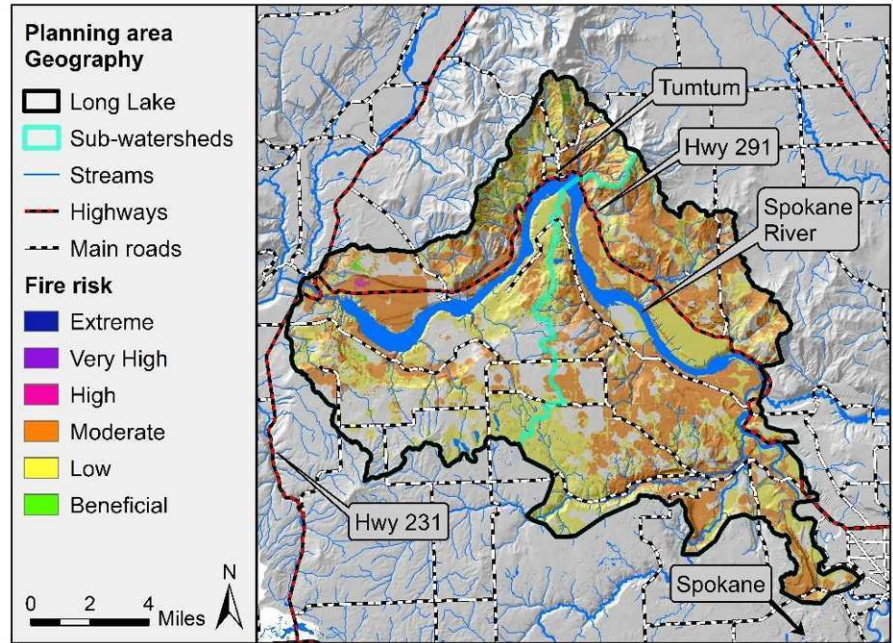 Planning area
Geography
Long Lake
Sub-watersheds
Streams
Highways
Main roads
Fire risk
Extreme
Very High
High
Moderate
Low
Beneficial
N
0 2 4 Miles
Tumtum
Hwy 291
Spokane
River
Hwy 231
Spokane